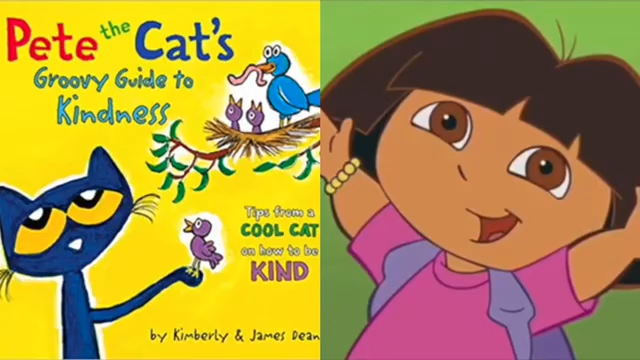 Pete the Cat's
Groovy Guide to
Kindness
Tips from a
COOL CAT
on how to be
KIND
by Kimberly & James Dean